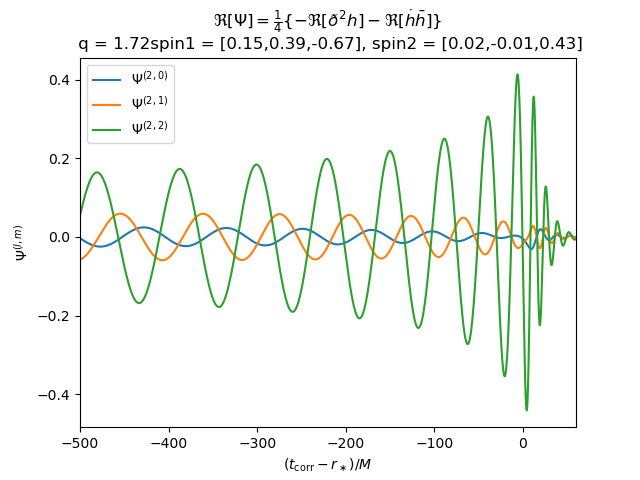 ℜ[Ψ] = 1/4{−ℜ[ð²h] − ℜ[ḣh̄]}
q = 1.72spin1 = [0.15,0.39,-0.67], spin2 = [0.02,-0.01,0.43]
Ψ^(2,0)
Ψ^(2,1)
Ψ^(2,2)
Ψ^(l,m)
0.4
0.2
0.0
−0.2
−0.4
−500 −400 −300 −200 −100 0
(t_corr − r_*)/M